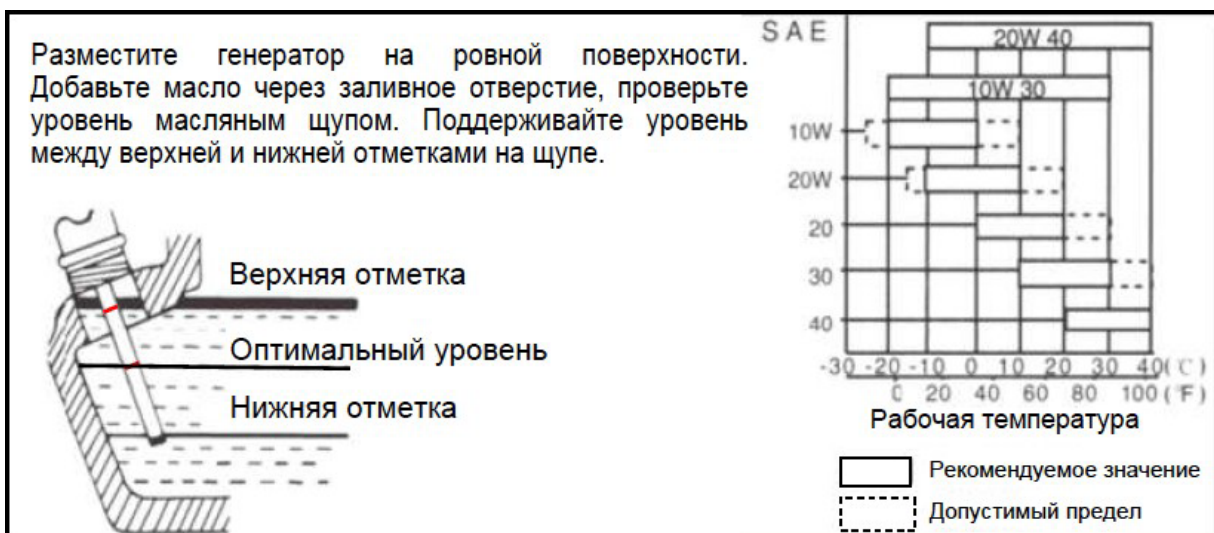 Разместите генератор на ровной поверхности.
Добавьте масло через заливное отверстие, проверьте
уровень масляным щупом. Поддерживайте уровень
между верхней и нижней отметками на щупе.
Верхняя отметка
Оптимальный уровень
Нижняя отметка
SAE
20W 40
10W 30
10W
20W
20
30
40
-30 -20 -10 0 10 20 30 40(℃)
0 20 40 60 80 100 (℉)
Рабочая температура
Рекомендуемое значение
Допустимый предел